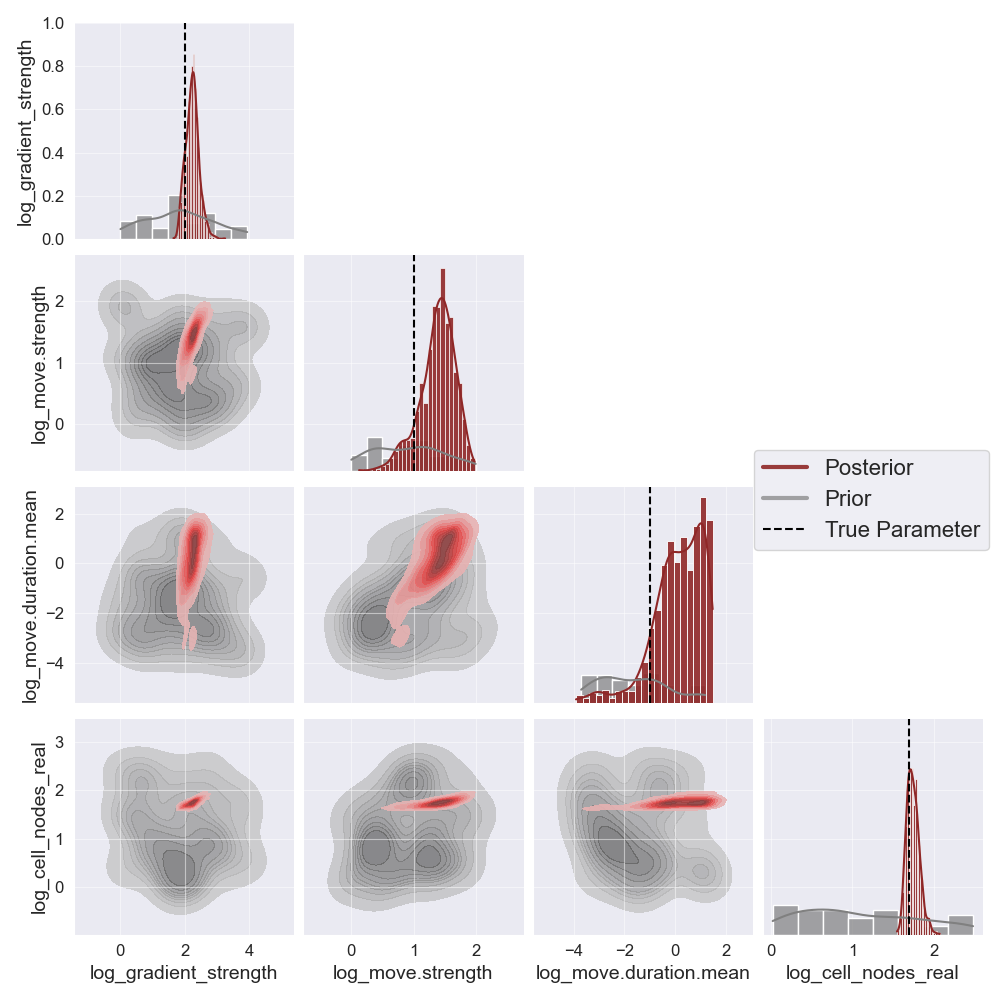 1.0
0.8
0.6
0.4
0.2
0.0
log_gradient_strength
2
1
0
log_move.strength
2
0
−2
−4
log_move.duration.mean
Posterior
Prior
True Parameter
3
2
1
0
log_cell_nodes_real
0 2 4
0 1 2
−4 −2 0 2
0 1 2
log_gradient_strength
log_move.strength
log_move.duration.mean
log_cell_nodes_real